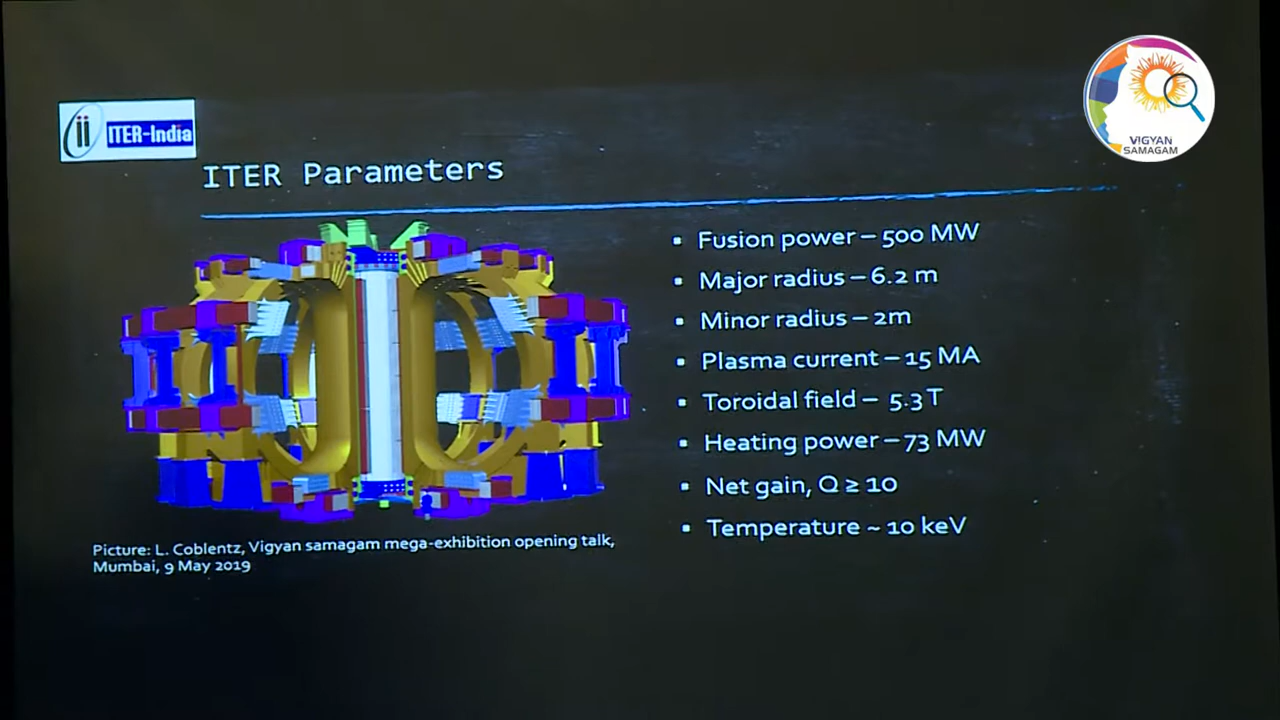 ii ITER-India
VIGYAN
SAMAGAM
ITER Parameters
▪ Fusion power – 500 MW
▪ Major radius – 6.2 m
▪ Minor radius – 2m
▪ Plasma current – 15 MA
▪ Toroidal field – 5.3 T
▪ Heating power – 73 MW
▪ Net gain, Q ≥ 10
▪ Temperature ~ 10 keV
Picture: L. Coblentz, Vigyan samagam mega-exhibition opening talk,
Mumbai, 9 May 2019